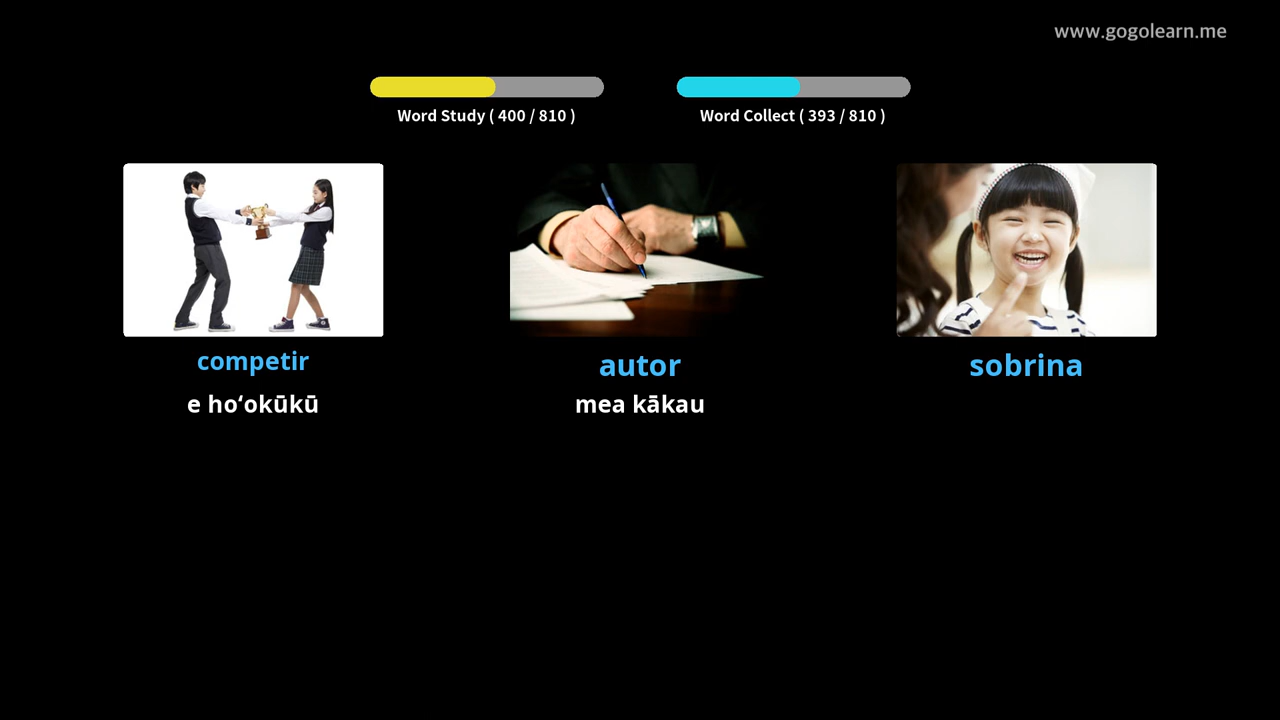 www.gogolearn.me
Word Study ( 400 / 810 )
Word Collect ( 393 / 810 )
competir
e hoʻokūkū
autor
mea kākau
sobrina